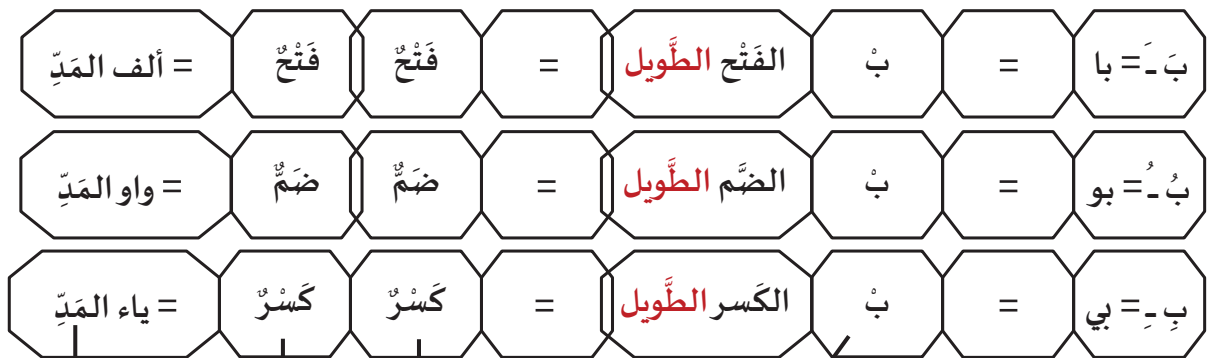 بَ ـَ = با = بْ الفَتْح الطَّويل = فَتْحٌ فَتْحٌ = ألف المَدِّ
بُ ـُ = بو = بْ الضَّم الطَّويل = ضَمٌّ ضَمٌّ = واو المَدِّ
بِ ـِ = بي = بْ الكَسر الطَّويل = كَسْرٌ كَسْرٌ = ياء المَدِّ